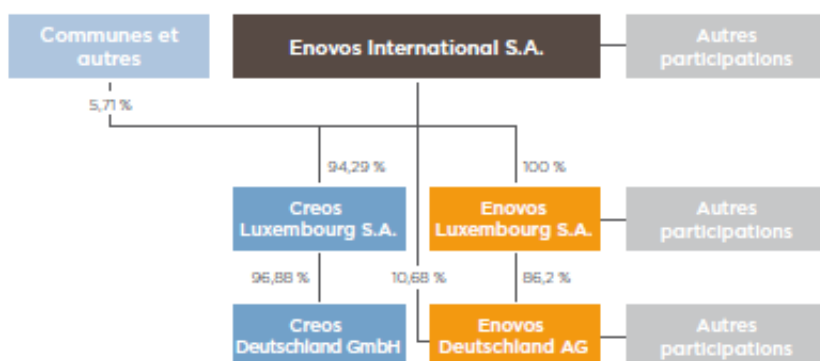 Communes et
autres
Enovos International S.A.
Autres
participations
5,71 %
94,29 %
100 %
Creos
Luxembourg S.A.
Enovos
Luxembourg S.A.
Autres
participations
96,88 %
10,68 %
86,2 %
Creos
Deutschland GmbH
Enovos
Deutschland AG
Autres
participations